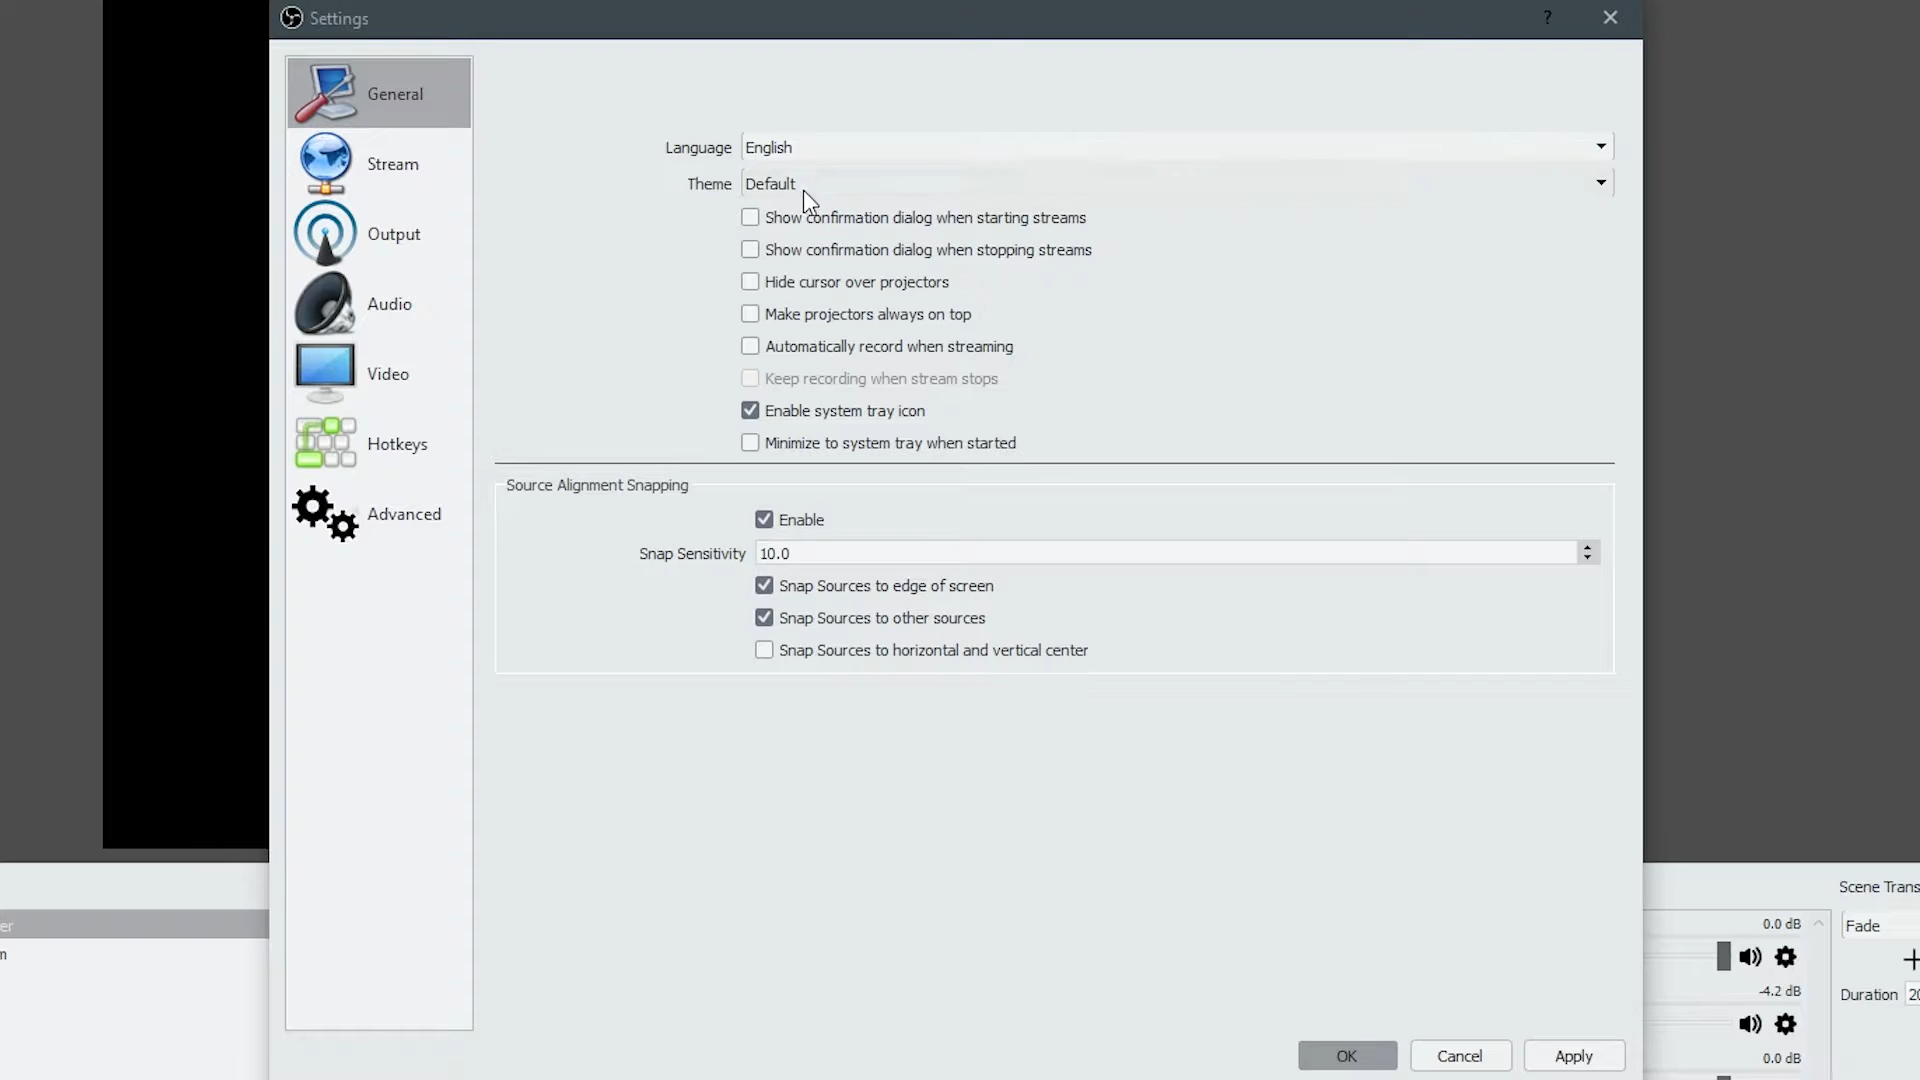 Settings
?
General
Stream
Output
Audio
Video
Hotkeys
Advanced
Language English
Theme Default
Show confirmation dialog when starting streams
Show confirmation dialog when stopping streams
Hide cursor over projectors
Make projectors always on top
Automatically record when streaming
Keep recording when stream stops
Enable system tray icon
Minimize to system tray when started
Source Alignment Snapping
Enable
Snap Sensitivity 10.0
Snap Sources to edge of screen
Snap Sources to other sources
Snap Sources to horizontal and vertical center
OK Cancel Apply
er
m
0.0 dB
-4.2 dB
0.0 dB
Scene Trans
Fade
Duration 20